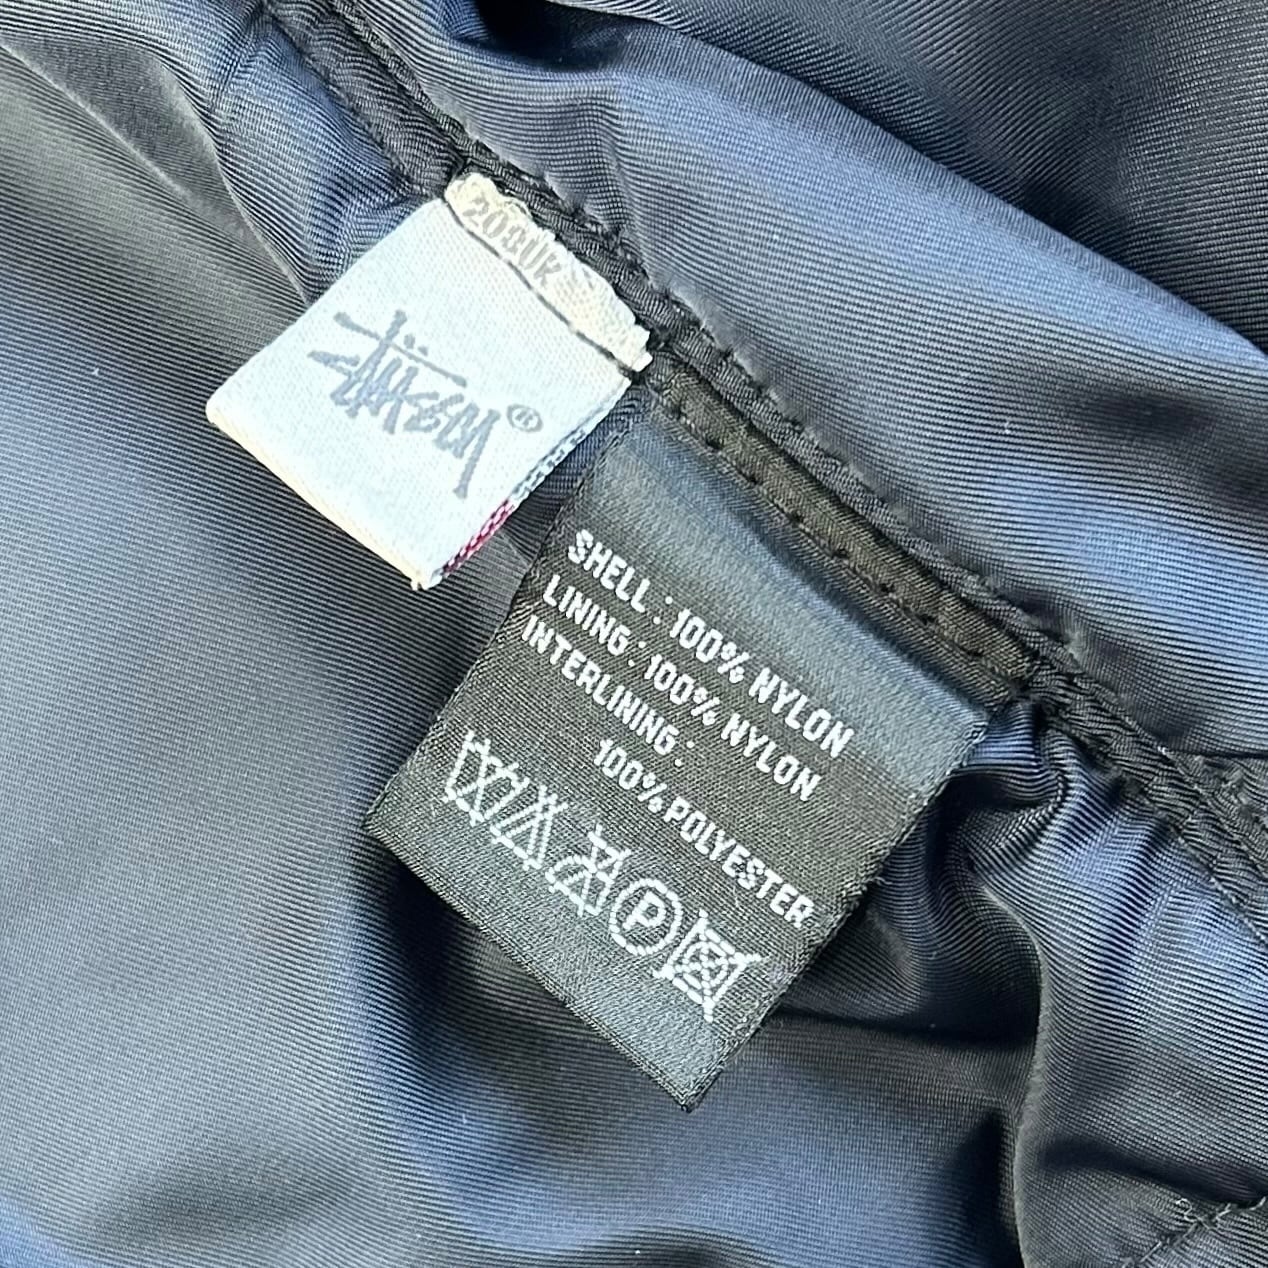 Stüssy®
SHELL : 100% NYLON
LINING : 100% NYLON
INTERLINING :
100% POLYESTER
P